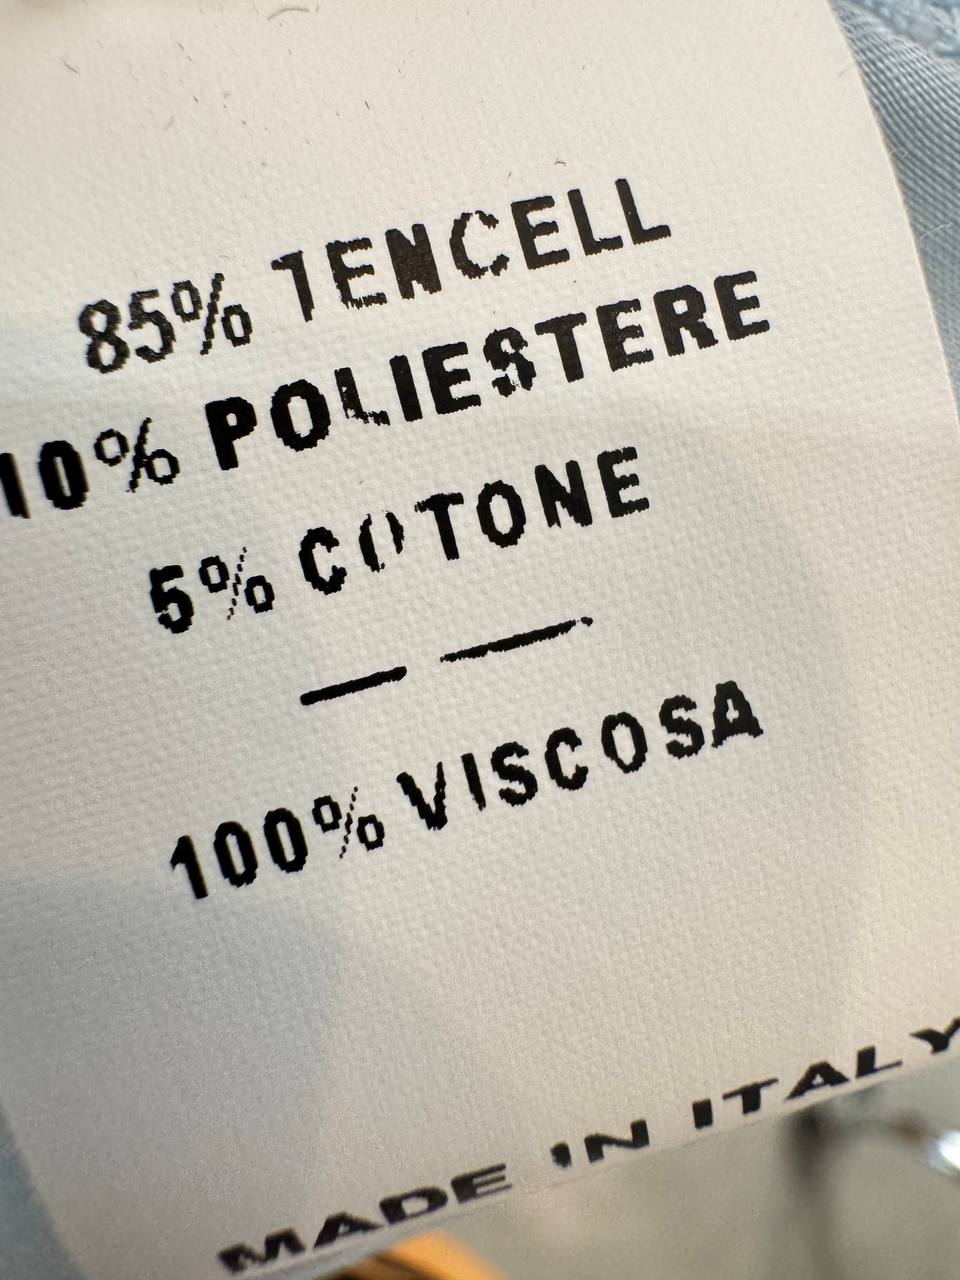 85% TENCELL
10% POLIESTERE
5% COTONE
— —
100% VISCOSA
MADE IN ITALY